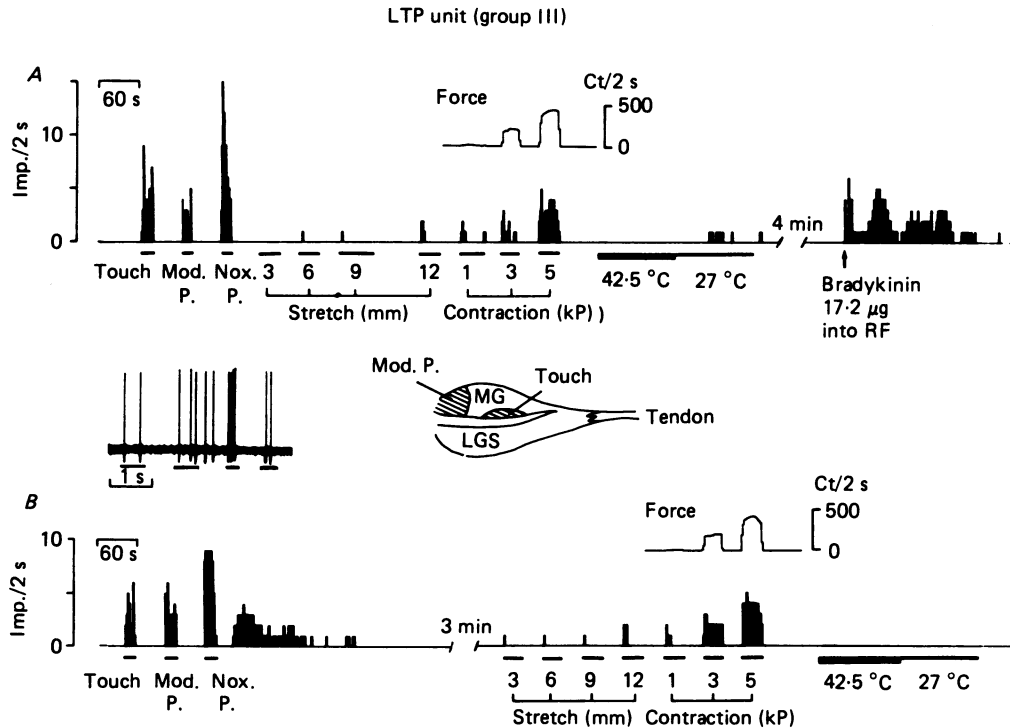 LTP unit (group III)
A
60 s
Imp./2 s
10
0
Force
Ct/2 s
500
0
4 min
Touch Mod. P. Nox. P. 3 6 9 12 1 3 5 42·5 °C 27 °C
Stretch (mm) Contraction (kP) )
Bradykinin
17·2 µg
into RF
Mod. P.
MG
Touch
Tendon
LGS
1 s
B
60 s
Imp./2 s
10
0
Force
Ct/2 s
500
0
3 min
Touch Mod. P. Nox. P. 3 6 9 12 1 3 5 42·5 °C 27 °C
Stretch (mm) Contraction (kP)